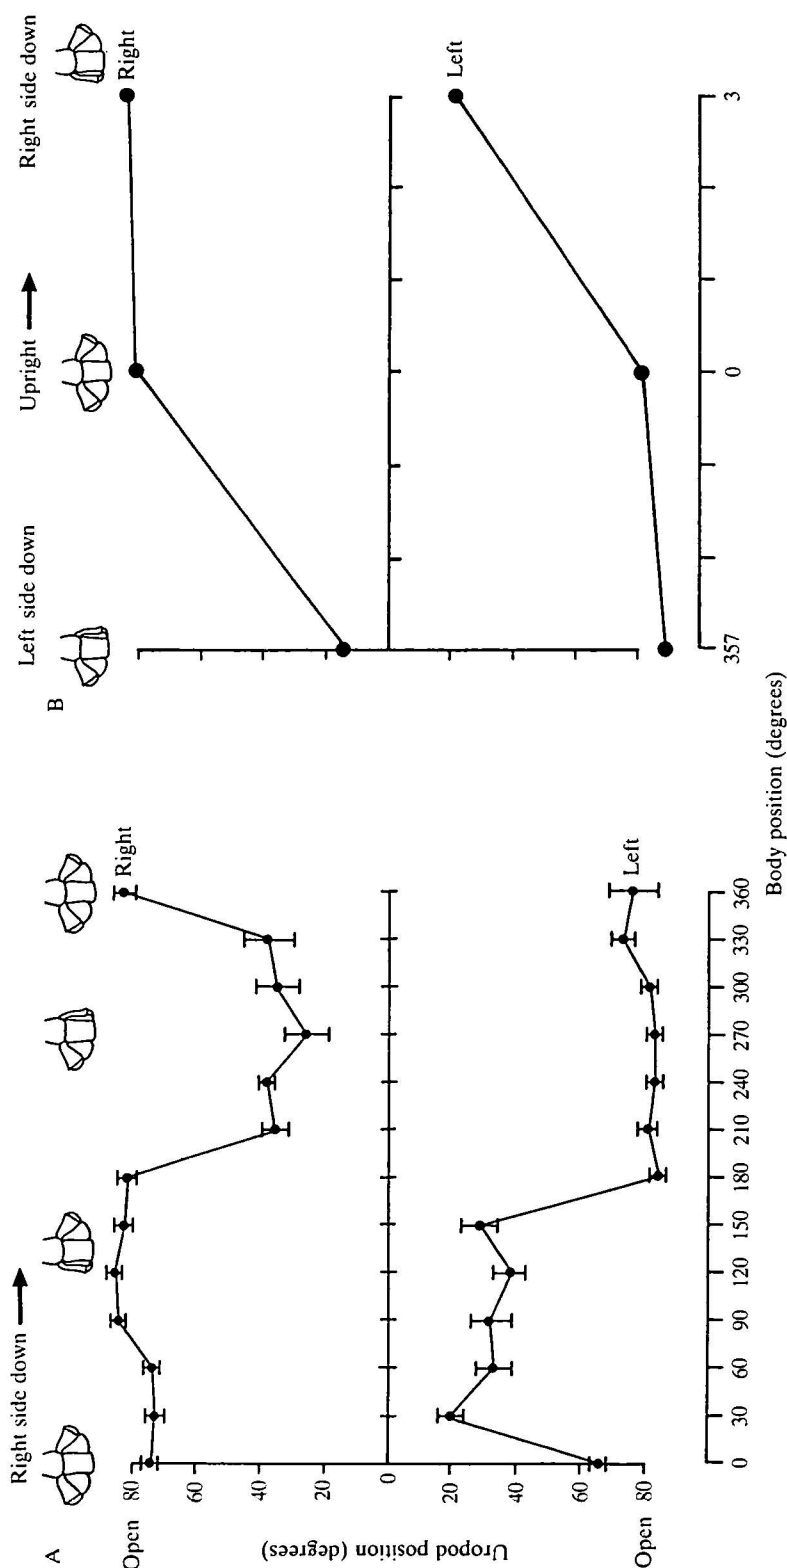 A
Right side down
Right
Open
80
60
40
20
0
20
40
60
80
Open
Left
Uropod position (degrees)
0
30
60
90
120
150
180
210
240
270
300
330
360
B
Left side down
Upright
Right side down
Right
Left
357
0
3
Body position (degrees)